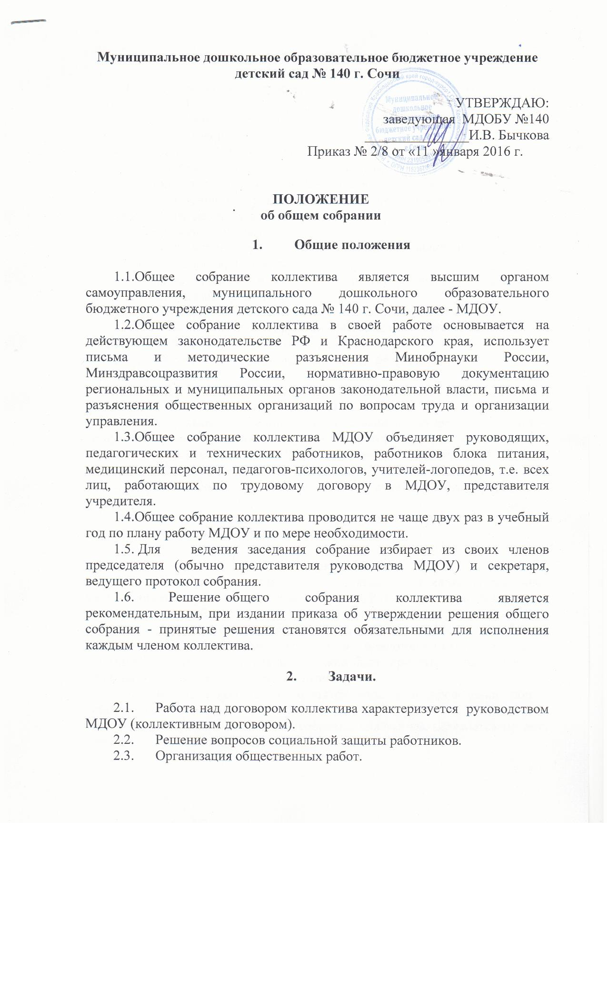 Муниципальное дошкольное образовательное бюджетное учреждение
детский сад № 140 г. Сочи
УТВЕРЖДАЮ:
заведующая МДОБУ №140
И.В. Бычкова
Приказ № 2/8 от «11 »января 2016 г.
Муниципальное
дошкольное
бюджетное учреждение
детский сад
г.Сочи
ПОЛОЖЕНИЕ
об общем собрании
1. Общие положения
1.1.Общее собрание коллектива является высшим органом
самоуправления, муниципального дошкольного образовательного
бюджетного учреждения детского сада № 140 г. Сочи, далее - МДОУ.
1.2.Общее собрание коллектива в своей работе основывается на
действующем законодательстве РФ и Краснодарского края, использует
письма и методические разъяснения Минобрнауки России,
Минздравсоцразвития России, нормативно-правовую документацию
региональных и муниципальных органов законодательной власти, письма и
разъяснения общественных организаций по вопросам труда и организации
управления.
1.3.Общее собрание коллектива МДОУ объединяет руководящих,
педагогических и технических работников, работников блока питания,
медицинский персонал, педагогов-психологов, учителей-логопедов, т.е. всех
лиц, работающих по трудовому договору в МДОУ, представителя
учредителя.
1.4.Общее собрание коллектива проводится не чаще двух раз в учебный
год по плану работу МДОУ и по мере необходимости.
1.5. Для ведения заседания собрание избирает из своих членов
председателя (обычно представителя руководства МДОУ) и секретаря,
ведущего протокол собрания.
1.6. Решение общего собрания коллектива является
рекомендательным, при издании приказа об утверждении решения общего
собрания - принятые решения становятся обязательными для исполнения
каждым членом коллектива.
2. Задачи.
2.1. Работа над договором коллектива характеризуется руководством
МДОУ (коллективным договором).
2.2. Решение вопросов социальной защиты работников.
2.3. Организация общественных работ.